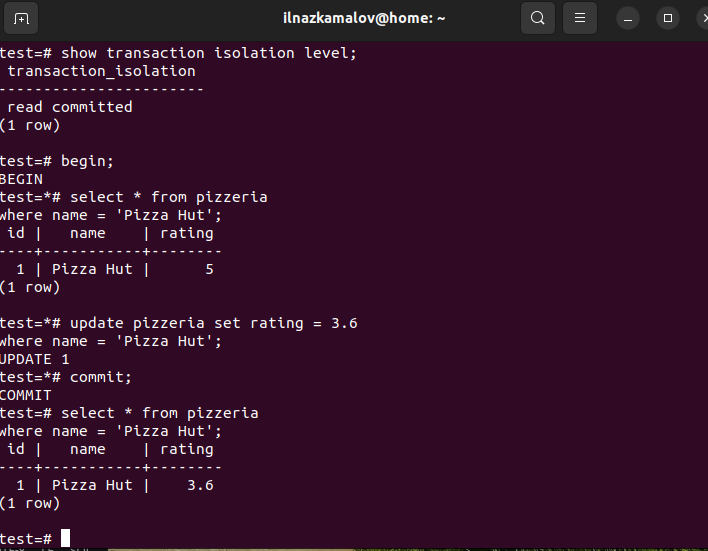 ilnazkamalov@home: ~
test=# show transaction isolation level;
 transaction_isolation
-----------------------
 read committed
(1 row)

test=# begin;
BEGIN
test=*# select * from pizzeria
where name = 'Pizza Hut';
 id |   name    | rating
----+-----------+--------
  1 | Pizza Hut |      5
(1 row)

test=*# update pizzeria set rating = 3.6
where name = 'Pizza Hut';
UPDATE 1
test=*# commit;
COMMIT
test=# select * from pizzeria
where name = 'Pizza Hut';
 id |   name    | rating
----+-----------+--------
  1 | Pizza Hut |    3.6
(1 row)

test=#